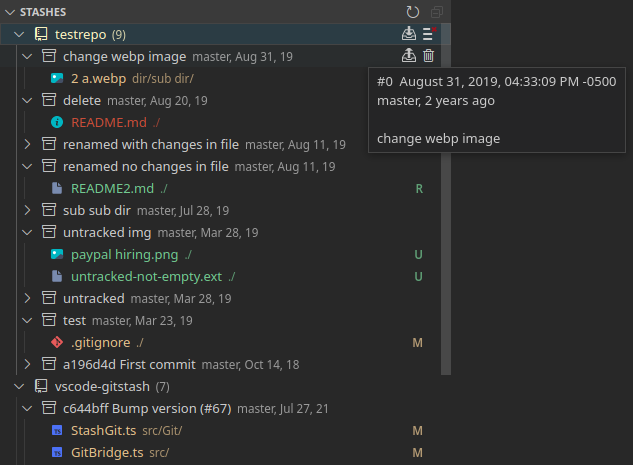 STASHES
testrepo (9)
change webp image master, Aug 31, 19
2 a.webp dir/sub dir/
#0 August 31, 2019, 04:33:09 PM -0500
master, 2 years ago
change webp image
delete master, Aug 20, 19
README.md ./
renamed with changes in file master, Aug 11, 19
renamed no changes in file master, Aug 11, 19
README2.md ./ R
sub sub dir master, Jul 28, 19
untracked img master, Mar 28, 19
paypal hiring.png ./ U
untracked-not-empty.ext ./ U
untracked master, Mar 28, 19
test master, Mar 23, 19
.gitignore ./ M
a196d4d First commit master, Oct 14, 18
vscode-gitstash (7)
c644bff Bump version (#67) master, Jul 27, 21
TS StashGit.ts src/Git/ M
TS GitBridge.ts src/ M